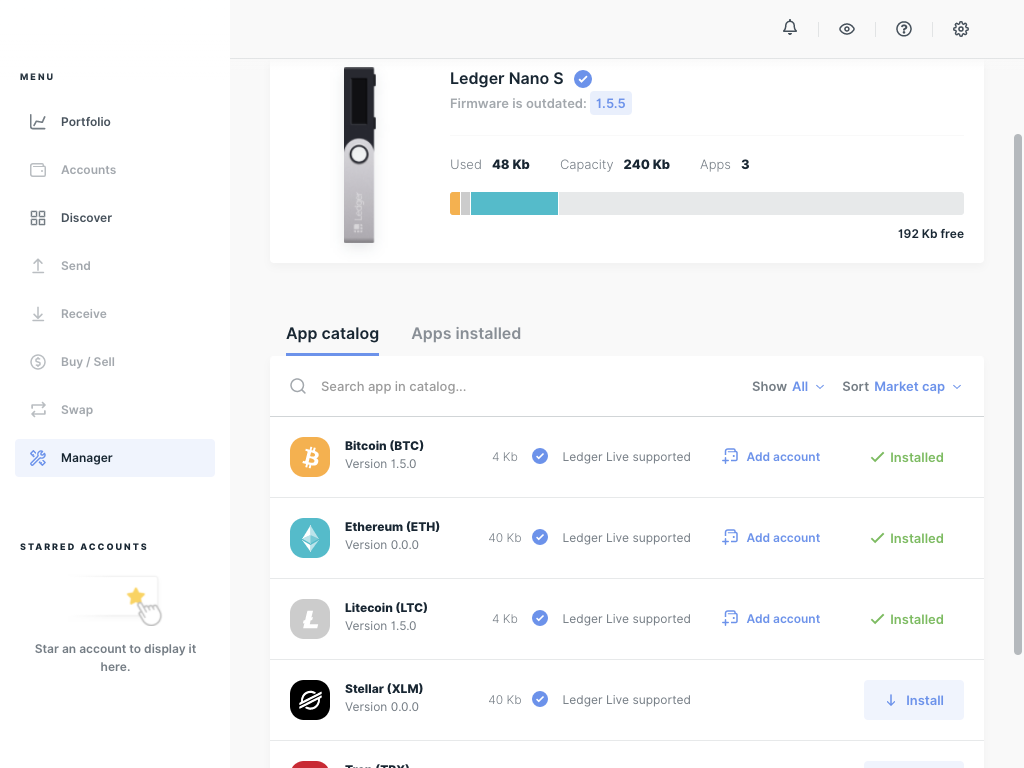 MENU
Portfolio
Accounts
Discover
Send
Receive
Buy / Sell
Swap
Manager
STARRED ACCOUNTS
Star an account to display it
here.
Ledger
Ledger Nano S
Firmware is outdated: 1.5.5
Used 48 Kb Capacity 240 Kb Apps 3
192 Kb free
App catalog Apps installed
Search app in catalog... Show All Sort Market cap
Bitcoin (BTC)
Version 1.5.0
4 Kb Ledger Live supported Add account Installed
Ethereum (ETH)
Version 0.0.0
40 Kb Ledger Live supported Add account Installed
Litecoin (LTC)
Version 1.5.0
4 Kb Ledger Live supported Add account Installed
Stellar (XLM)
Version 0.0.0
40 Kb Ledger Live supported Install
Tron (TRX)